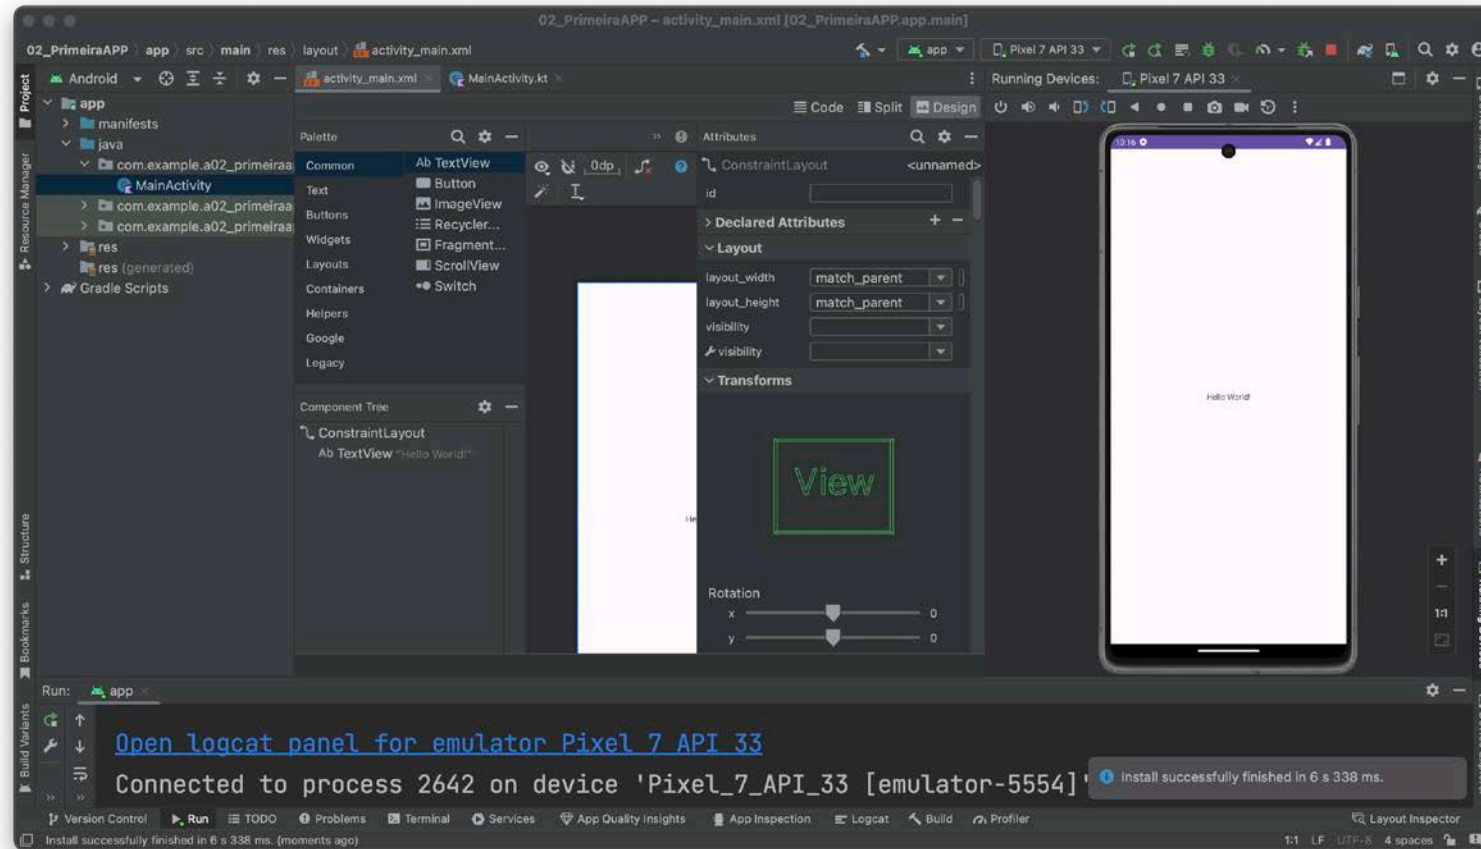 02_PrimeiraAPP – activity_main.xml [02_PrimeiraAPP.app.main]
02_PrimeiraAPP app src main res layout activity_main.xml
app
Pixel 7 API 33
Project
Resource Manager
Structure
Bookmarks
Build Variants
Android
app
manifests
java
com.example.a02_primeiraa
MainActivity
com.example.a02_primeiraa
com.example.a02_primeiraa
res
res (generated)
Gradle Scripts
activity_main.xml
MainActivity.kt
Code Split Design
Palette
Common
Text
Buttons
Widgets
Layouts
Containers
Helpers
Google
Legacy
Ab TextView
Button
ImageView
Recycler...
Fragment...
ScrollView
Switch
Component Tree
ConstraintLayout
Ab TextView "Hello World!"
0dp
He
Attributes
ConstraintLayout <unnamed>
id
Declared Attributes
Layout
layout_width match_parent
layout_height match_parent
visibility
visibility
Transforms
View
Rotation
x 0
y 0
Running Devices: Pixel 7 API 33
10:16
Hello World!
1:1
Run: app
Open logcat panel for emulator Pixel 7 API 33
Connected to process 2642 on device 'Pixel_7_API_33 [emulator-5554]'
Install successfully finished in 6 s 338 ms.
Version Control Run TODO Problems Terminal Services App Quality Insights App Inspection Logcat Build Profiler Layout Inspector
Install successfully finished in 6 s 338 ms. (moments ago)
1:1 LF UTF-8 4 spaces